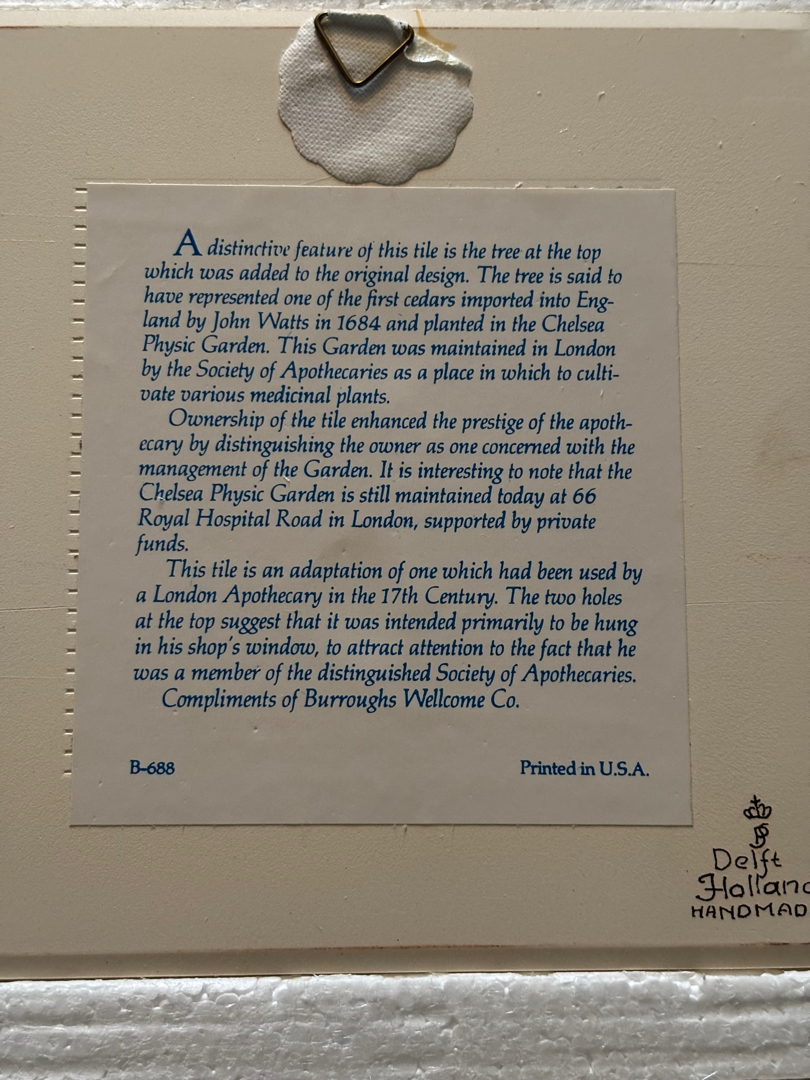 A distinctive feature of this tile is the tree at the top
which was added to the original design. The tree is said to
have represented one of the first cedars imported into Eng-
land by John Watts in 1684 and planted in the Chelsea
Physic Garden. This Garden was maintained in London
by the Society of Apothecaries as a place in which to culti-
vate various medicinal plants.
Ownership of the tile enhanced the prestige of the apoth-
ecary by distinguishing the owner as one concerned with the
management of the Garden. It is interesting to note that the
Chelsea Physic Garden is still maintained today at 66
Royal Hospital Road in London, supported by private
funds.
This tile is an adaptation of one which had been used by
a London Apothecary in the 17th Century. The two holes
at the top suggest that it was intended primarily to be hung
in his shop's window, to attract attention to the fact that he
was a member of the distinguished Society of Apothecaries.
Compliments of Burroughs Wellcome Co.
B-688 Printed in U.S.A.
Delft
Holland
HANDMAD